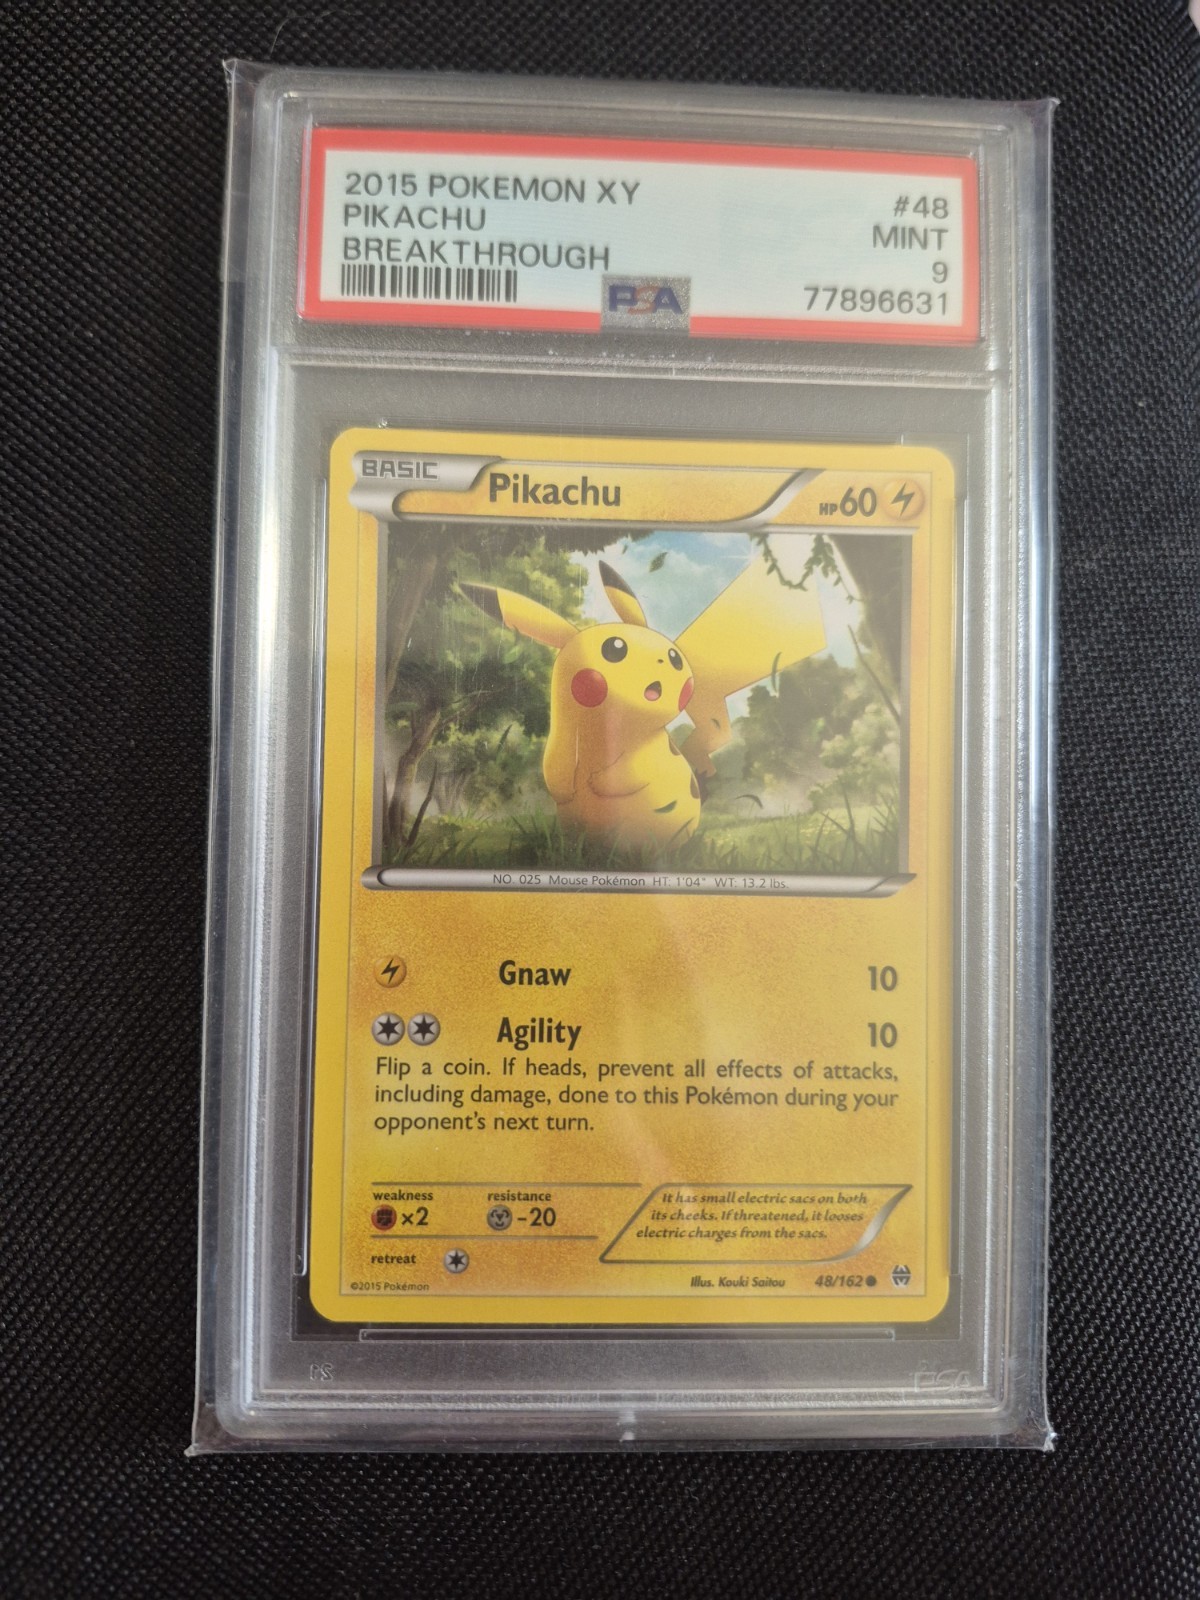 2015 POKEMON XY #48
PIKACHU MINT
BREAKTHROUGH 9
PSA 77896631
BASIC Pikachu HP60
NO. 025 Mouse Pokémon HT: 1'04" WT: 13.2 lbs.
Gnaw 10
Agility 10
Flip a coin. If heads, prevent all effects of attacks,
including damage, done to this Pokémon during your
opponent's next turn.
weakness resistance
×2 -20
retreat
It has small electric sacs on both
its cheeks. If threatened, it looses
electric charges from the sacs.
©2015 Pokémon Illus. Kouki Saitou 48/162